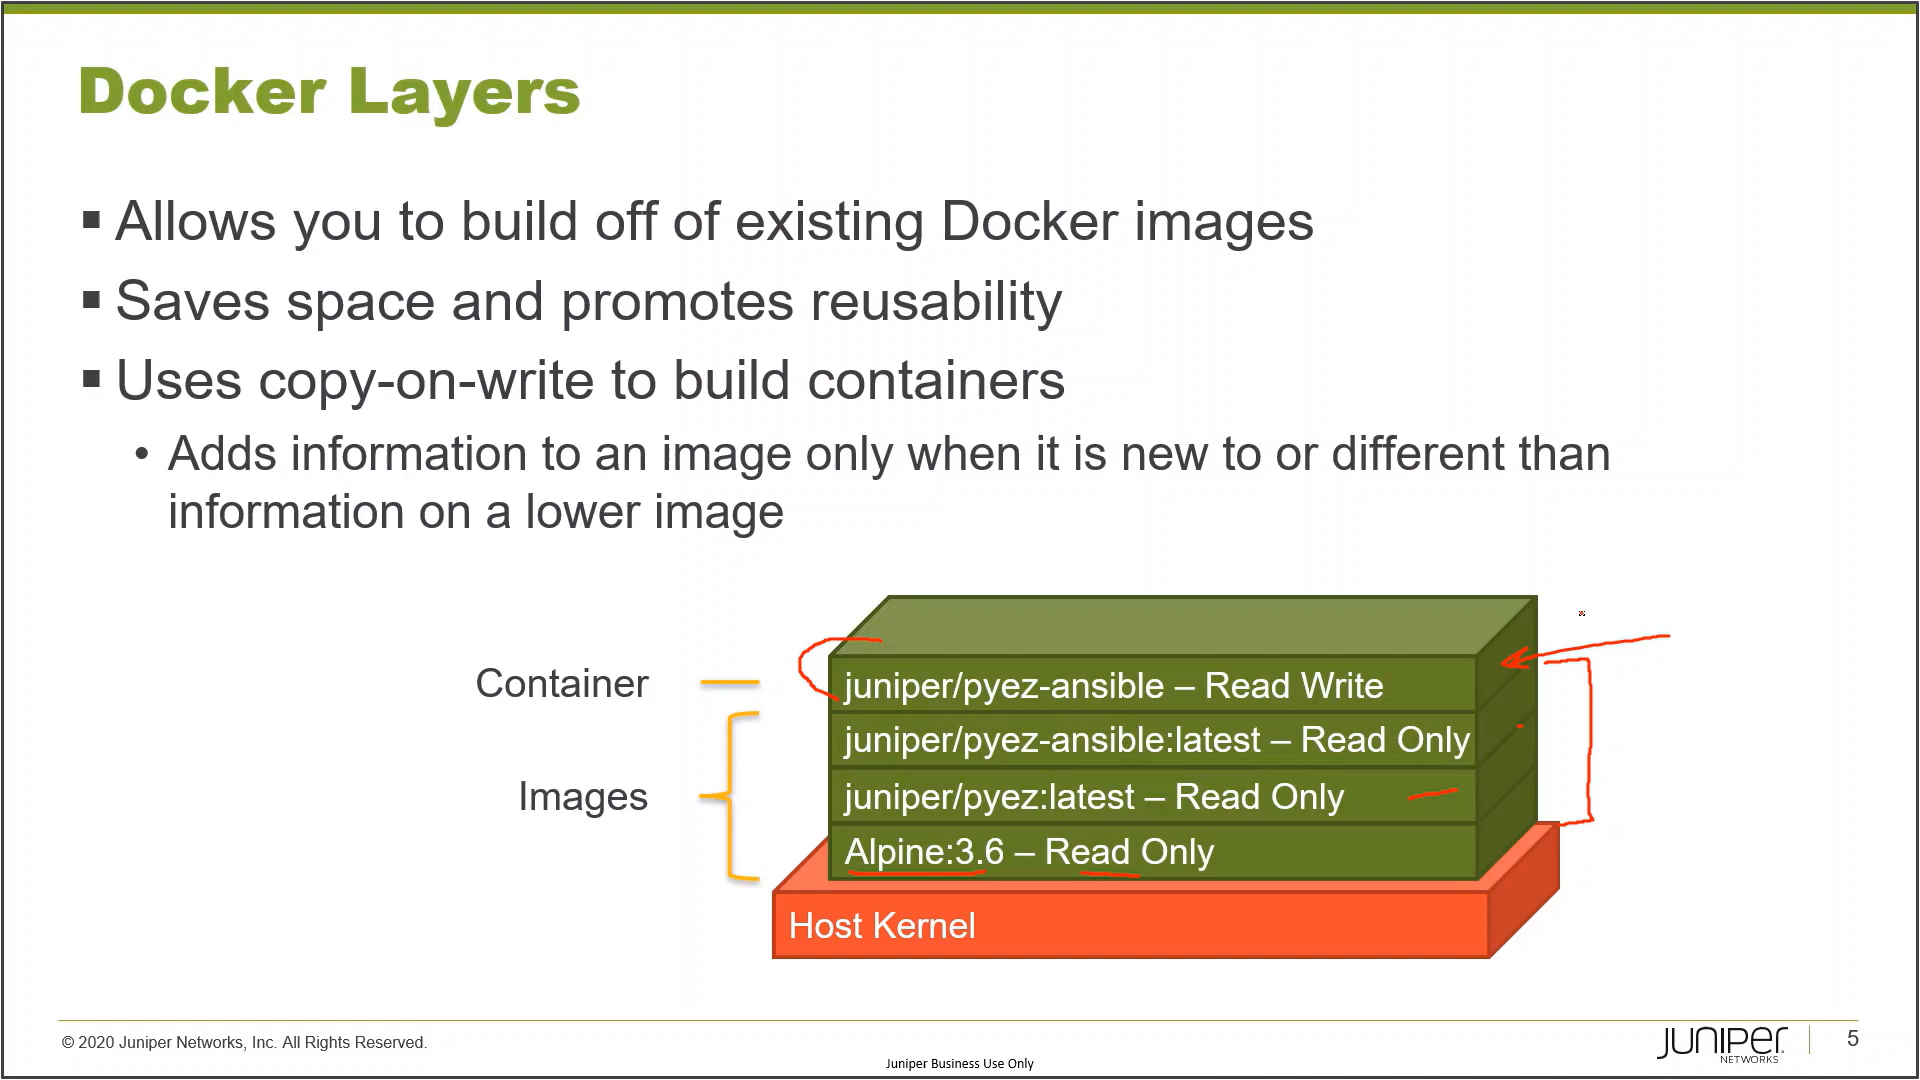 Docker Layers
▪ Allows you to build off of existing Docker images
▪ Saves space and promotes reusability
▪ Uses copy-on-write to build containers
• Adds information to an image only when it is new to or different than
information on a lower image
Container
juniper/pyez-ansible – Read Write
juniper/pyez-ansible:latest – Read Only
Images
juniper/pyez:latest – Read Only
Alpine:3.6 – Read Only
Host Kernel
© 2020 Juniper Networks, Inc. All Rights Reserved.
Juniper Business Use Only
JUNIPEr
NETWORKS
5